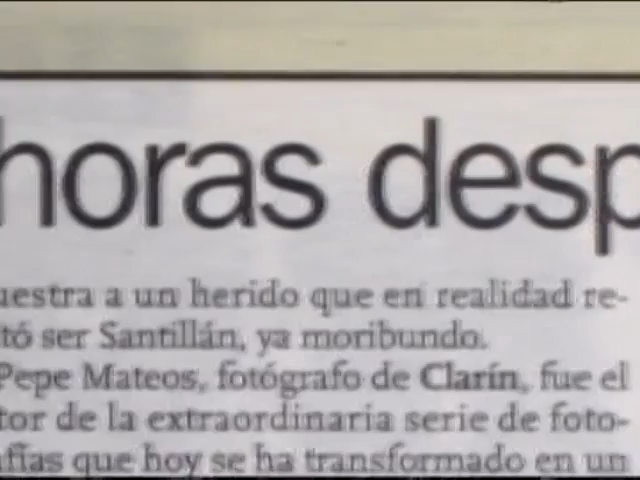 horas desp
uestra a un herido que en realidad re-
tó ser Santillán, ya moribundo.
Pepe Mateos, fotógrafo de Clarín, fue el
tor de la extraordinaria serie de foto-
afías que hoy se ha transformado en un